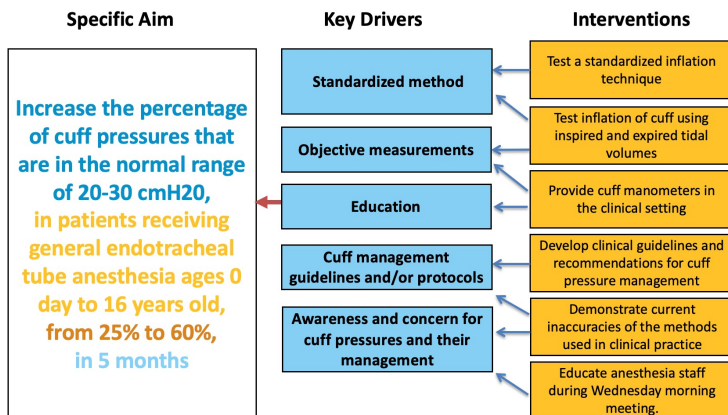 Specific Aim
Key Drivers
Interventions
Increase the percentage
of cuff pressures that
are in the normal range
of 20-30 cmH20,
in patients receiving
general endotracheal
tube anesthesia ages 0
day to 16 years old,
from 25% to 60%,
in 5 months
Standardized method
Objective measurements
Education
Cuff management
guidelines and/or protocols
Awareness and concern for
cuff pressures and their
management
Test a standardized inflation
technique
Test inflation of cuff using
inspired and expired tidal
volumes
Provide cuff manometers in
the clinical setting
Develop clinical guidelines and
recommendations for cuff
pressure management
Demonstrate current
inaccuracies of the methods
used in clinical practice
Educate anesthesia staff
during Wednesday morning
meeting.